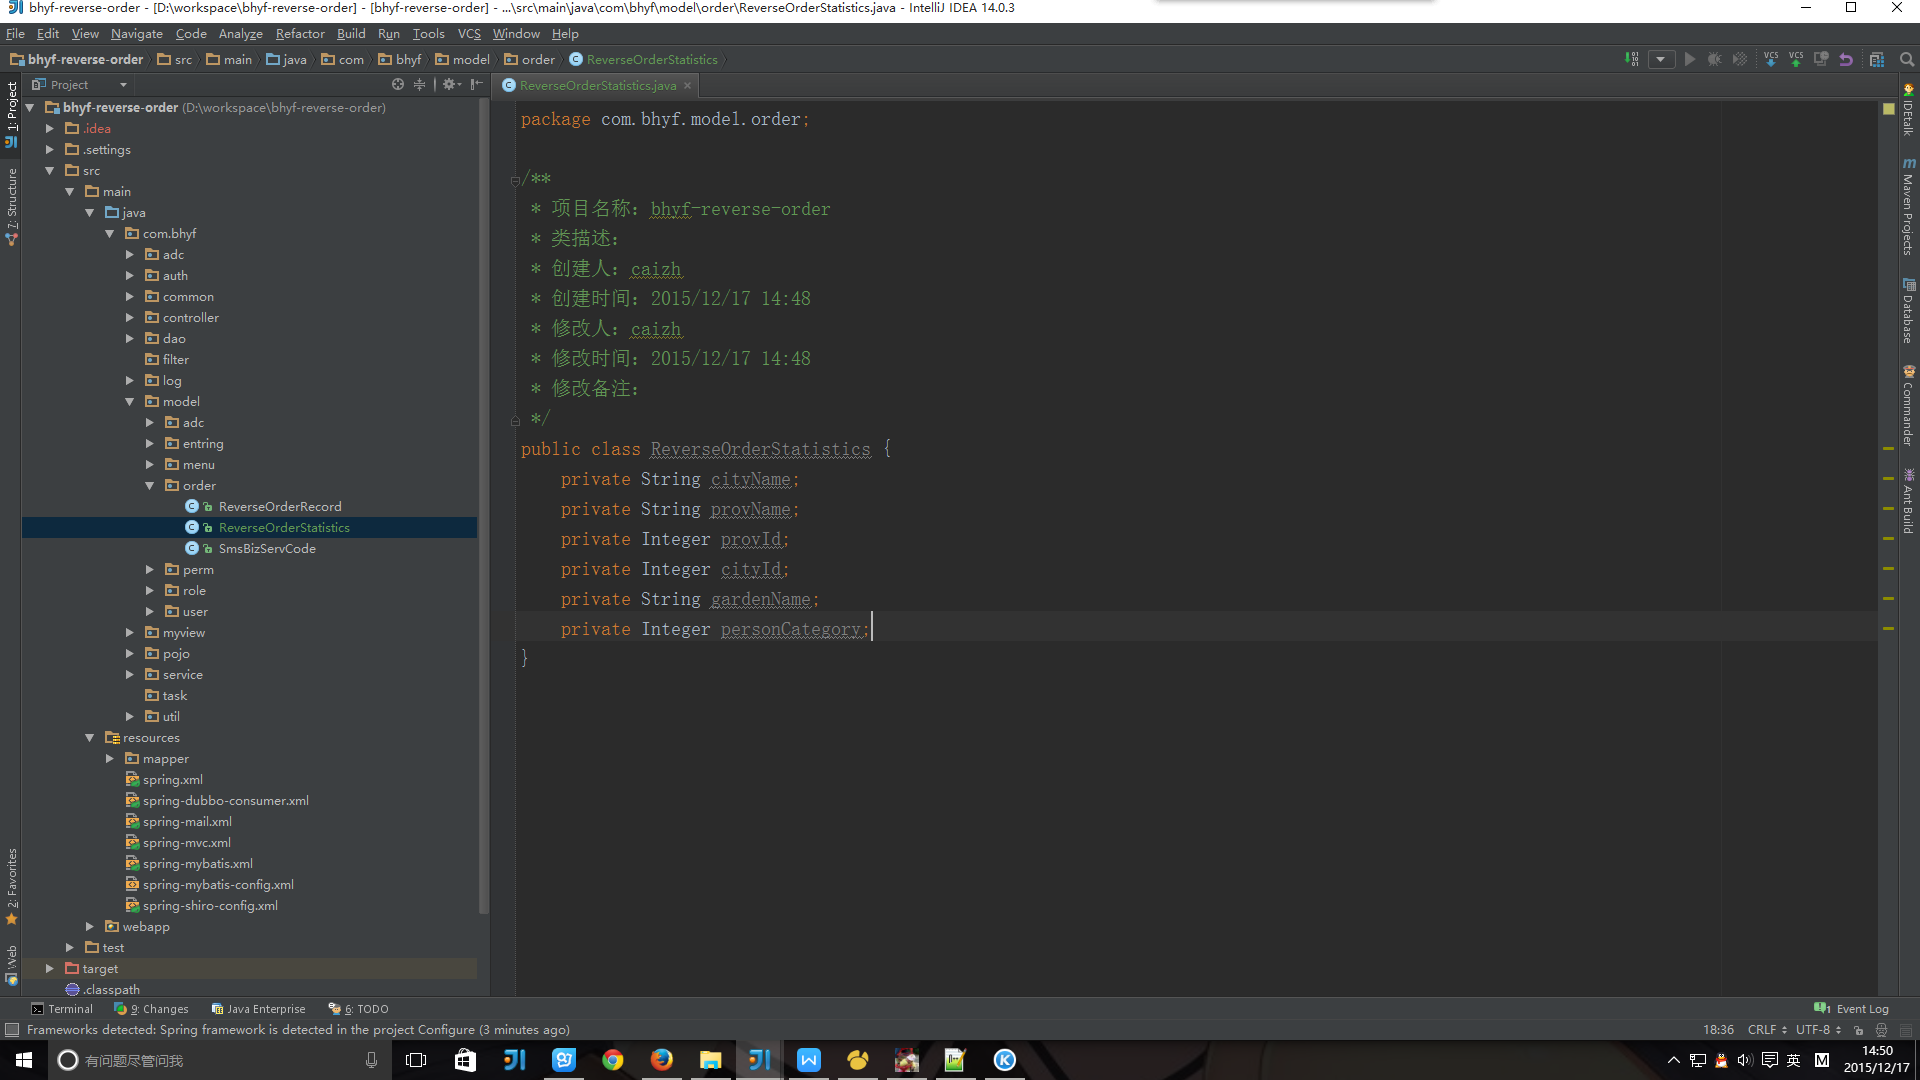 bhyf-reverse-order - [D:\workspace\bhyf-reverse-order] - [bhyf-reverse-order] - ...\src\main\java\com\bhyf\model\order\ReverseOrderStatistics.java - IntelliJ IDEA 14.0.3
File Edit View Navigate Code Analyze Refactor Build Run Tools VCS Window Help
bhyf-reverse-order src main java com bhyf model order ReverseOrderStatistics
Project
ReverseOrderStatistics.java
1: Project
7: Structure
2: Favorites
Web
bhyf-reverse-order (D:\workspace\bhyf-reverse-order)
.idea
.settings
src
main
java
com.bhyf
adc
auth
common
controller
dao
filter
log
model
adc
entring
menu
order
ReverseOrderRecord
ReverseOrderStatistics
SmsBizServCode
perm
role
user
myview
pojo
service
task
util
resources
mapper
spring.xml
spring-dubbo-consumer.xml
spring-mail.xml
spring-mvc.xml
spring-mybatis.xml
spring-mybatis-config.xml
spring-shiro-config.xml
webapp
test
target
.classpath
package com.bhyf.model.order;
/**
* 项目名称：bhyf-reverse-order
* 类描述：
* 创建人：caizh
* 创建时间：2015/12/17 14:48
* 修改人：caizh
* 修改时间：2015/12/17 14:48
* 修改备注：
*/
public class ReverseOrderStatistics {
private String cityName;
private String provName;
private Integer provId;
private Integer cityId;
private String gardenName;
private Integer personCategory;
}
IDEtalk
Maven Projects
Database
Commander
Ant Build
Terminal 9: Changes Java Enterprise 6: TODO 1 Event Log
Frameworks detected: Spring framework is detected in the project Configure (3 minutes ago) 18:36 CRLF UTF-8
有问题尽管问我
英 M
14:50
2015/12/17